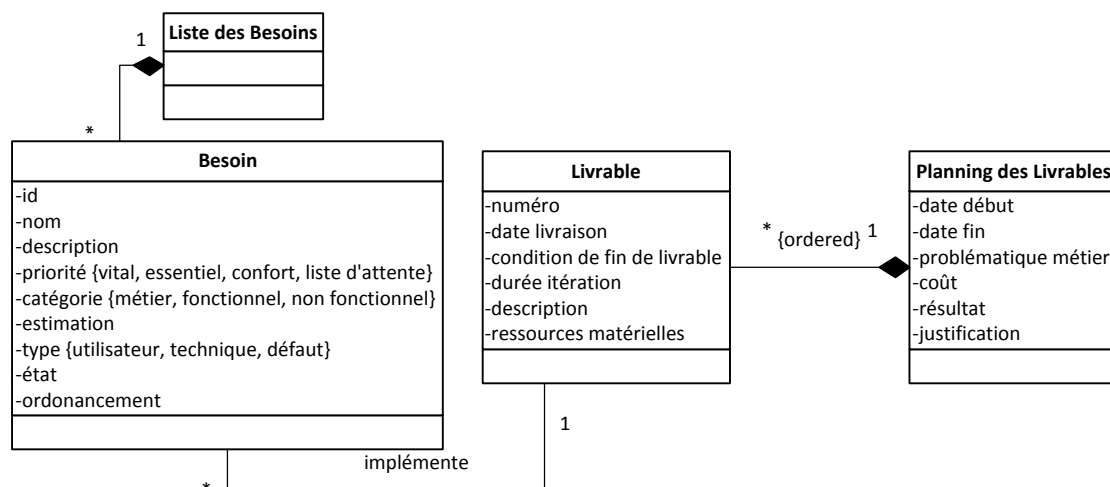 Liste des Besoins
1
*
Besoin
-id
-nom
-description
-priorité {vital, essentiel, confort, liste d'attente}
-catégorie {métier, fonctionnel, non fonctionnel}
-estimation
-type {utilisateur, technique, défaut}
-état
-ordonancement
Livrable
-numéro
-date livraison
-condition de fin de livrable
-durée itération
-description
-ressources matérielles
* {ordered} 1
Planning des Livrables
-date début
-date fin
-problématique métier
-coût
-résultat
-justification
1
implémente
*